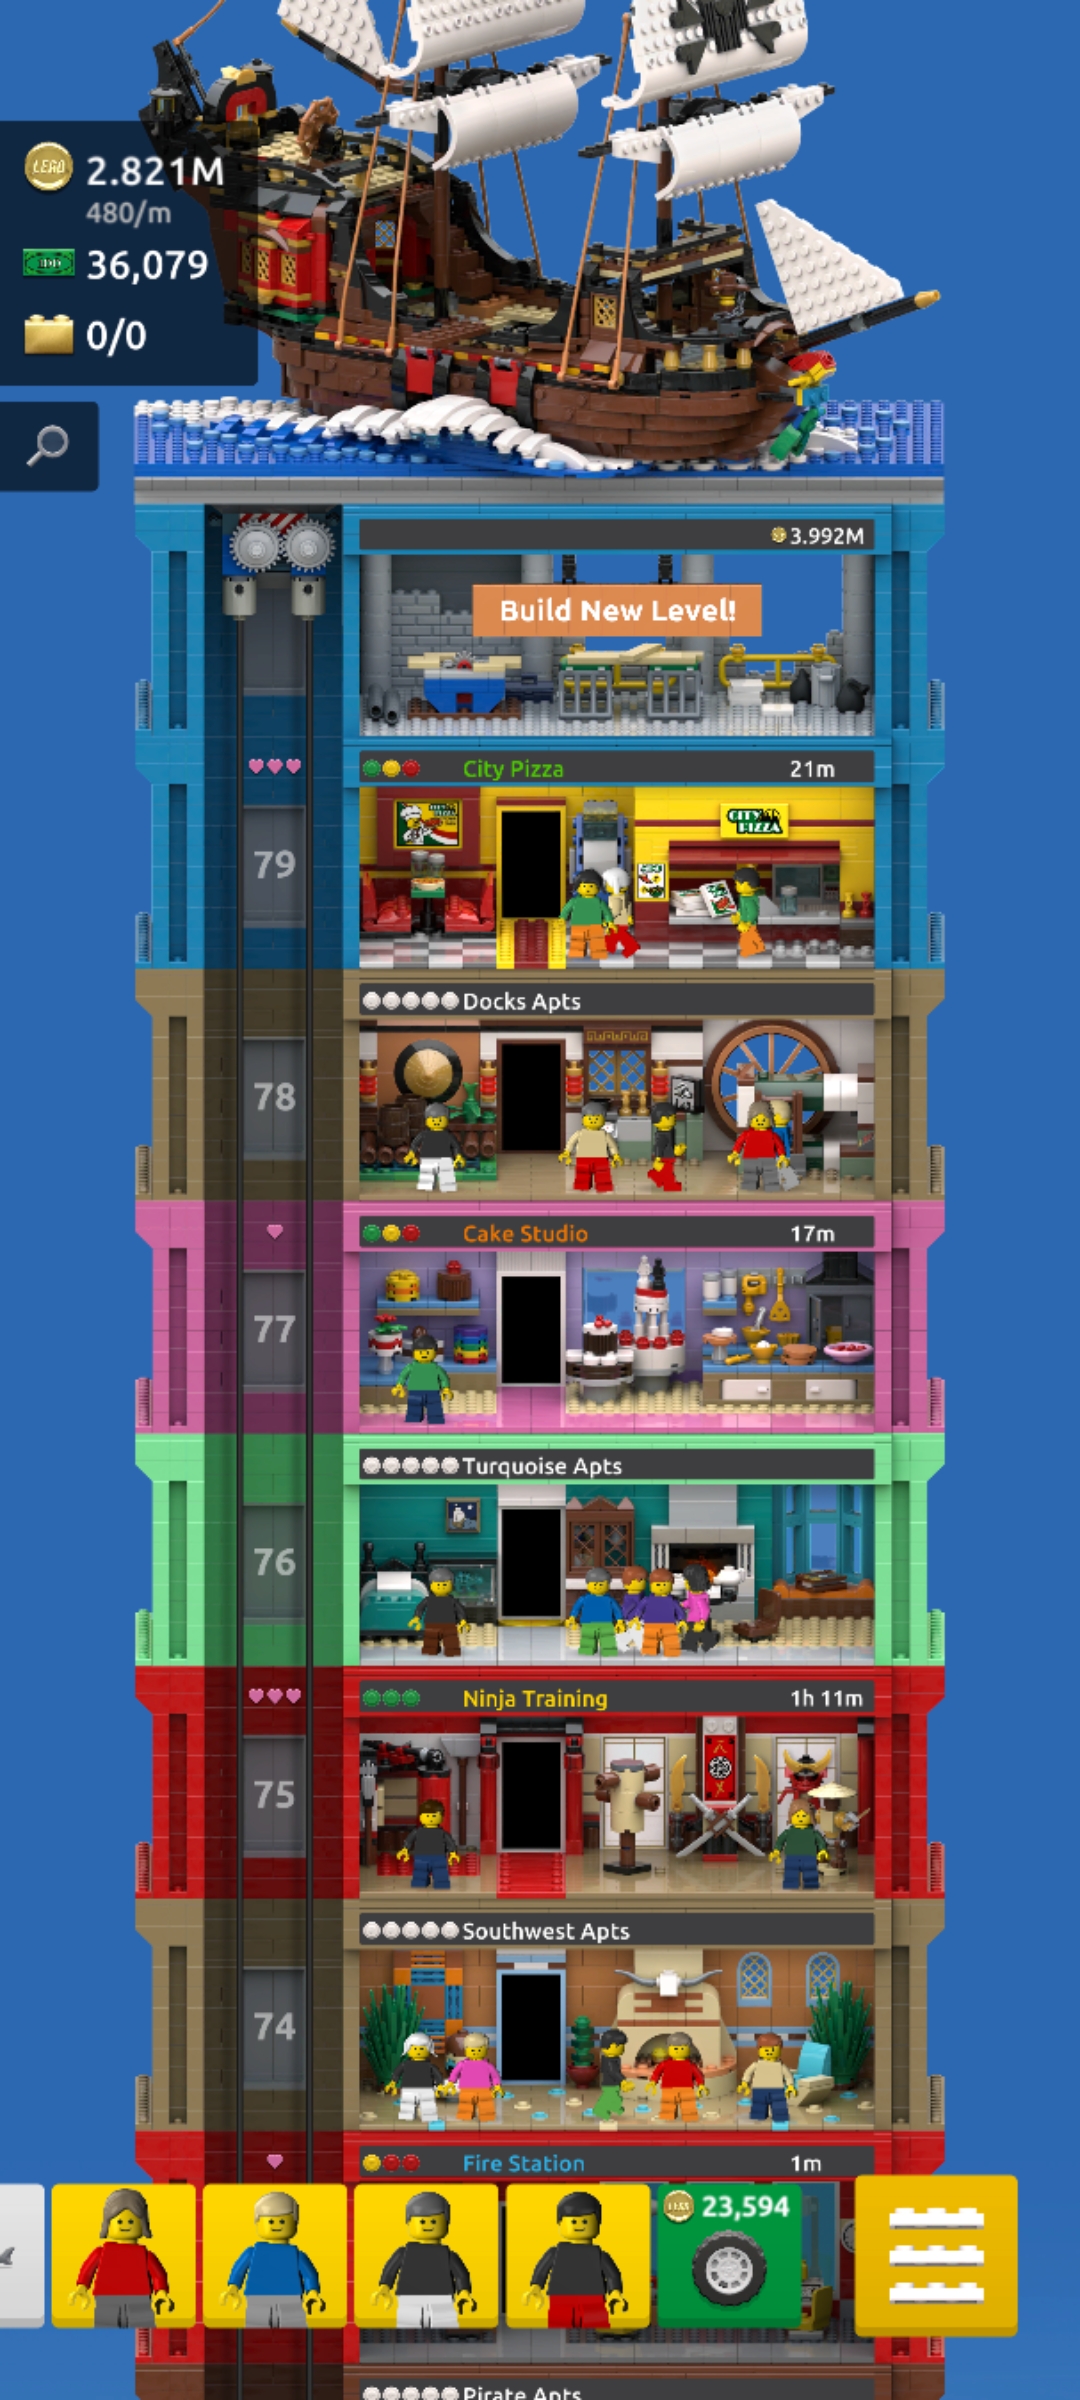 LEGO
2.821M
480/m
36,079
0/0
3.992M
Build New Level!
City Pizza
21m
CITY
PIZZA
79
Docks Apts
78
Cake Studio
17m
77
Turquoise Apts
76
Ninja Training
1h 11m
75
Southwest Apts
74
Fire Station
1m
23,594
Pirate Apts